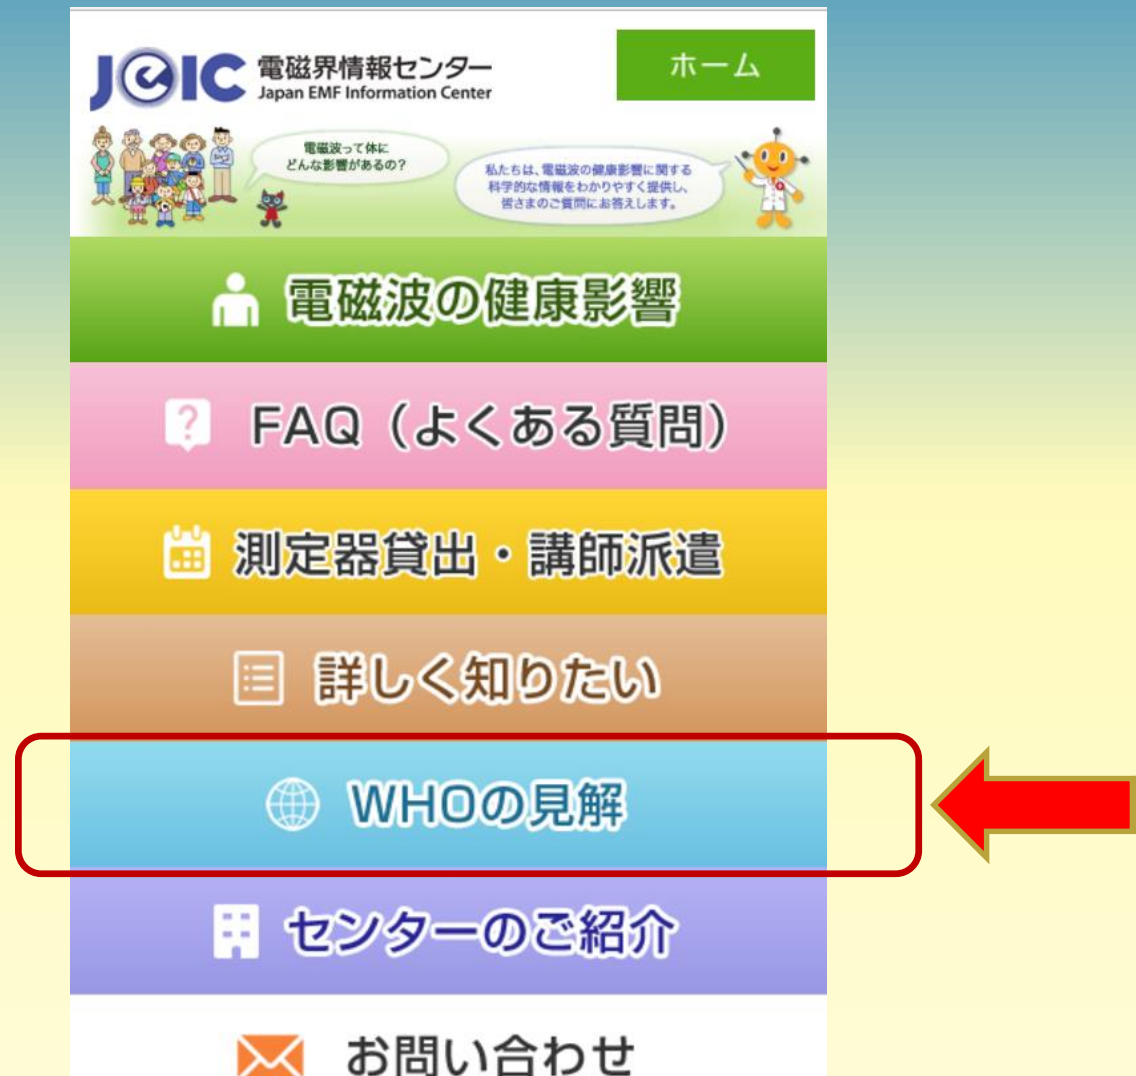 JEIC 電磁界情報センター
Japan EMF Information Center
ホーム
電磁波って体に
どんな影響があるの?
私たちは、電磁波の健康影響に関する
科学的な情報をわかりやすく提供し、
皆さまのご質問にお答えします。
電磁波の健康影響
? FAQ（よくある質問）
測定器貸出・講師派遣
詳しく知りたい
WHOの見解
センターのご紹介
お問い合わせ